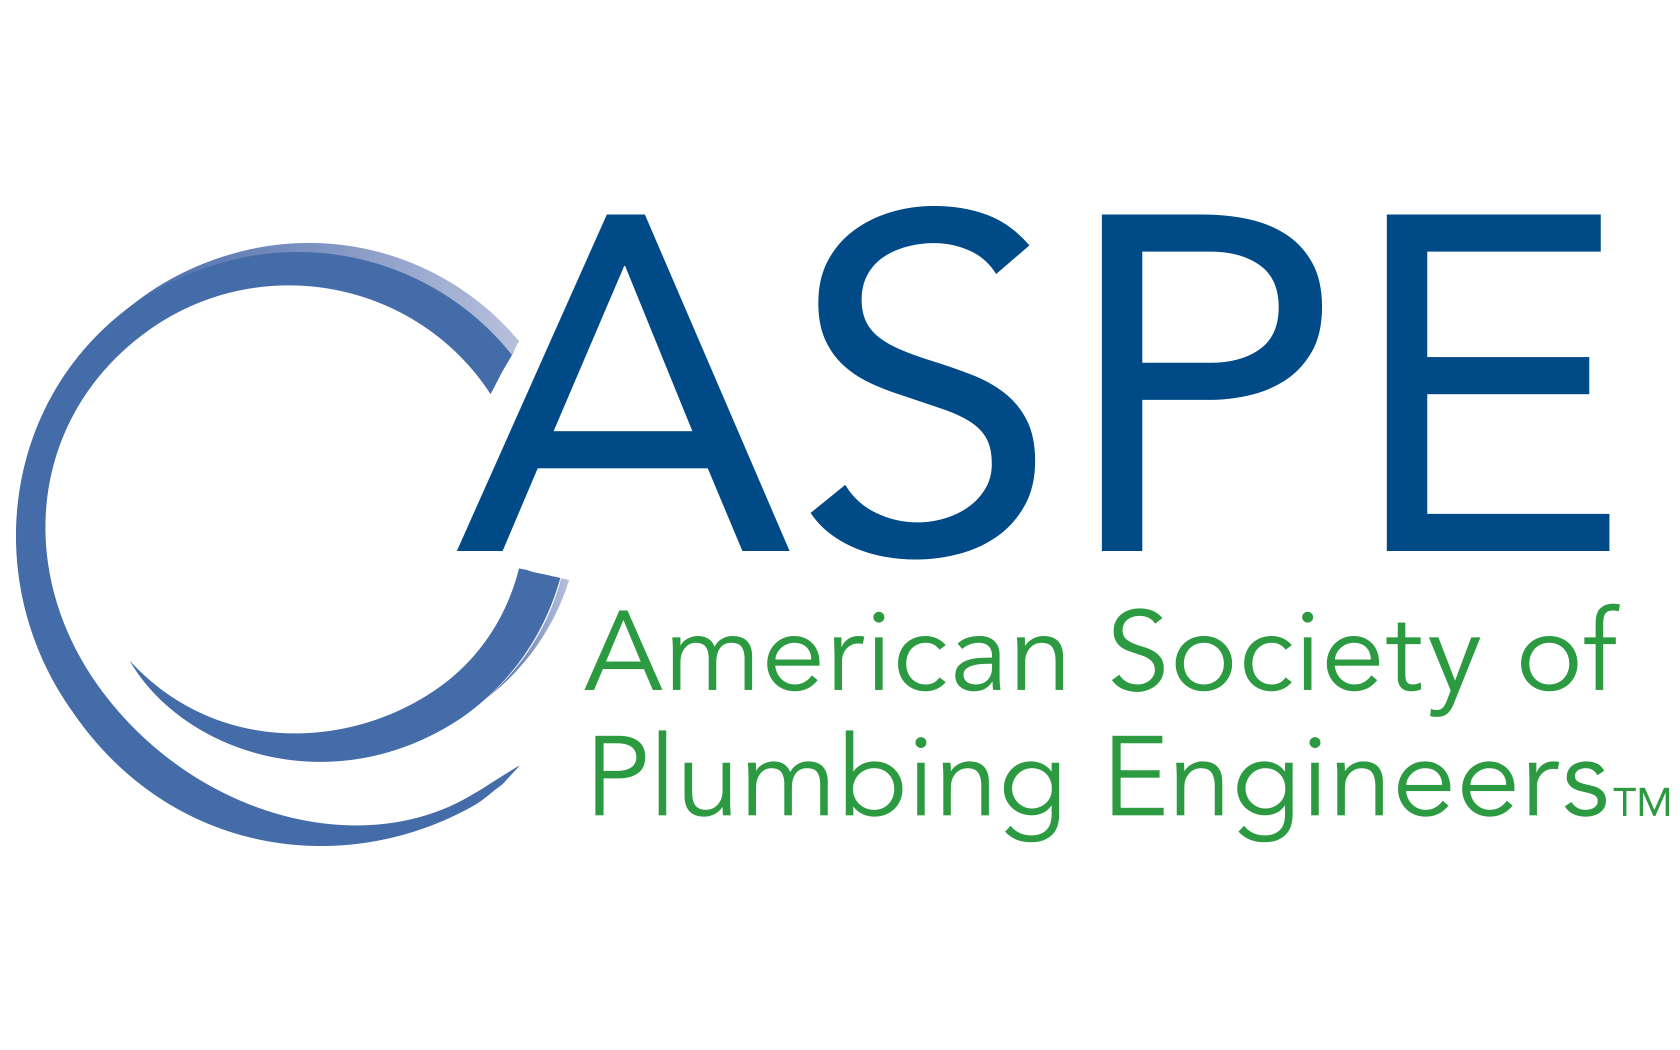 ASPE
American Society of
Plumbing Engineers™